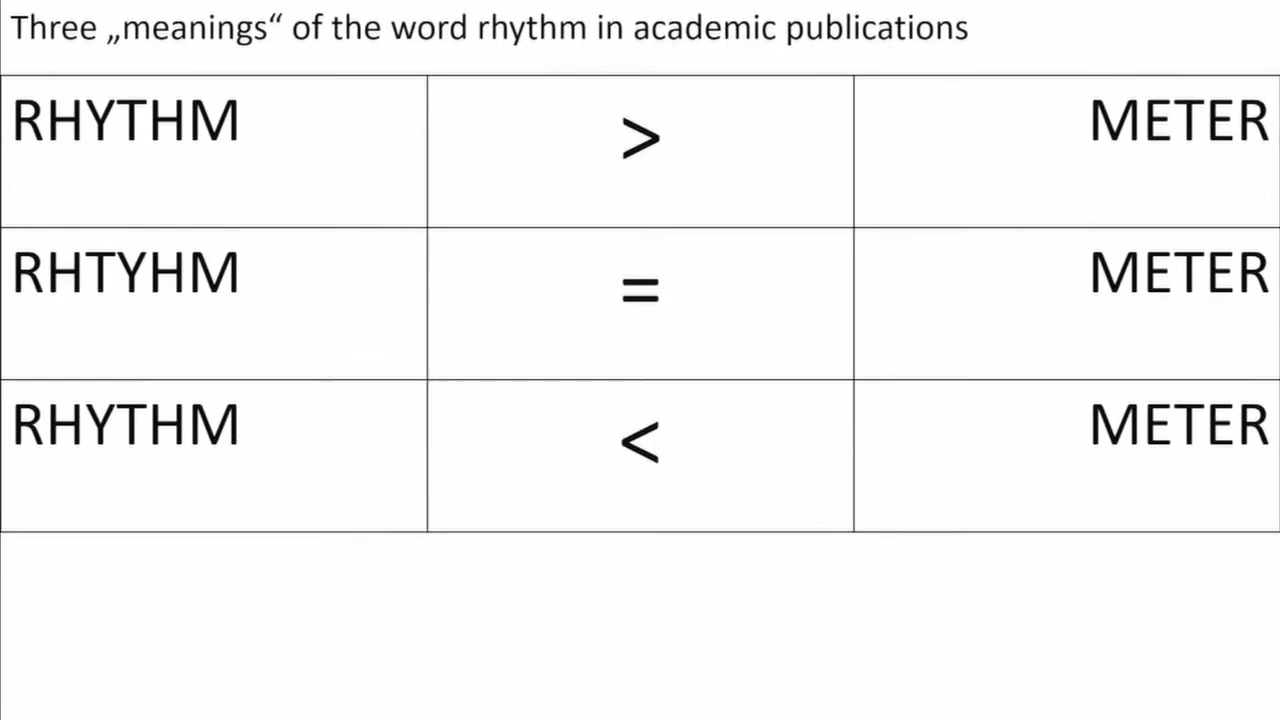 Three „meanings“ of the word rhythm in academic publications
RHYTHM > METER
RHTYHM = METER
RHYTHM < METER